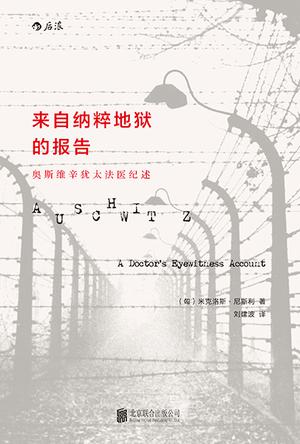 后浪
来自纳粹地狱
的报告
奥斯维辛犹太法医纪述
AUSCHWITZ
A Doctor's Eyewitness Account
（匈）米克洛斯·尼斯利 著
刘建波 译
北京联合出版公司